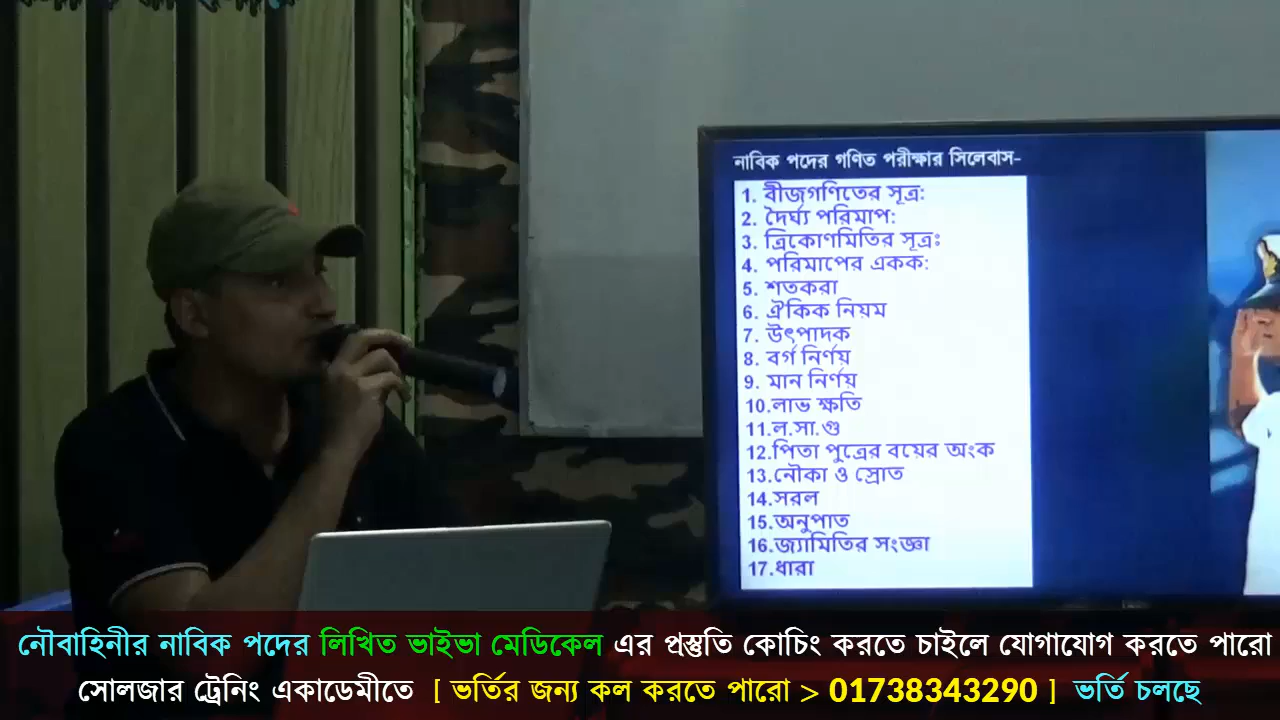 নাবিক পদের গণিত পরীক্ষার সিলেবাস-
1. বীজগণিতের সূত্র:
2. দৈর্ঘ্য পরিমাপ:
3. ত্রিকোণমিতির সূত্রঃ
4. পরিমাপের একক:
5. শতকরা
6. ঐকিক নিয়ম
7. উৎপাদক
8. বর্গ নির্ণয়
9. মান নির্ণয়
10.লাভ ক্ষতি
11.ল.সা.গু
12.পিতা পুত্রের বয়ের অংক
13.নৌকা ও স্রোত
14.সরল
15.অনুপাত
16.জ্যামিতির সংজ্ঞা
17.ধারা
নৌবাহিনীর নাবিক পদের লিখিত ভাইভা মেডিকেল এর প্রস্তুতি কোচিং করতে চাইলে যোগাযোগ করতে পারো
সোলজার ট্রেনিং একাডেমীতে [ ভর্তির জন্য কল করতে পারো > 01738343290 ] ভর্তি চলছে